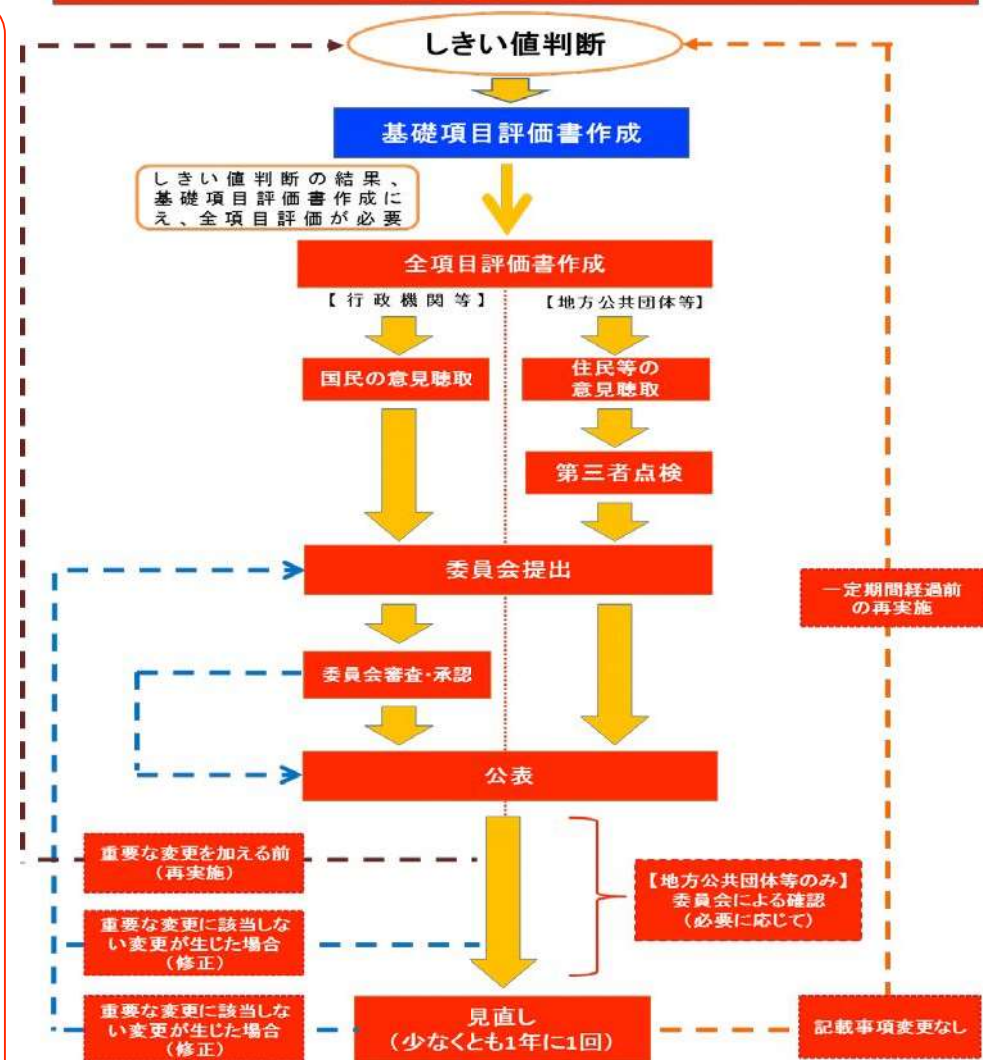 しきい値判断
基礎項目評価書作成
しきい値判断の結果、
基礎項目評価書作成に
え、全項目評価が必要
全項目評価書作成
【行政機関等】
【地方公共団体等】
国民の意見聴取
住民等の
意見聴取
第三者点検
委員会提出
一定期間経過前
の再実施
委員会審査・承認
公表
重要な変更を加える前
(再実施)
【地方公共団体等のみ】
委員会による確認
(必要に応じて)
重要な変更に該当しな
い変更が生じた場合
(修正)
重要な変更に該当しな
い変更が生じた場合
(修正)
見直し
(少なくとも1年に1回)
記載事項変更なし